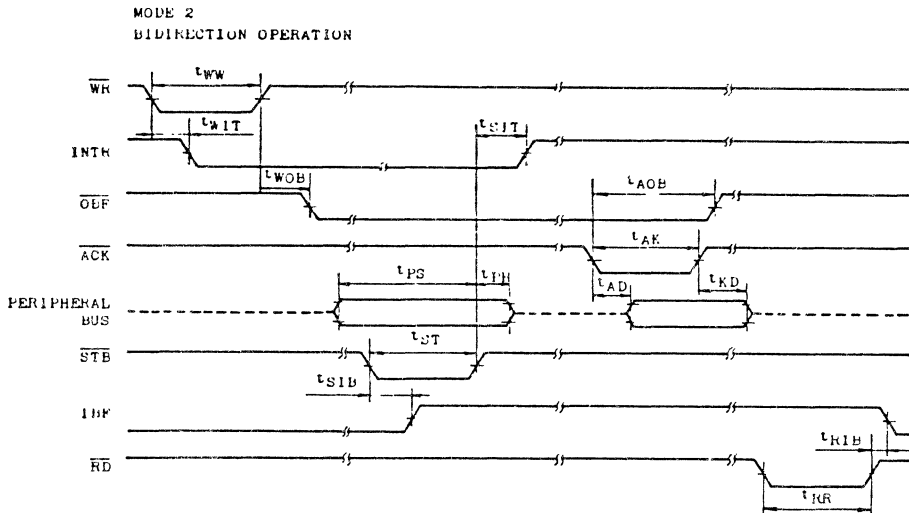 MODE 2
BIDIRECTION OPERATION
WR
tWW
tWIT
tSIT
INTR
tWOB
tAOB
OBF
tAK
ACK
tPS
tPH
tAD
tKD
PERIPHERAL
BUS
tST
STB
tSIB
IBF
tRIB
RD
tRR